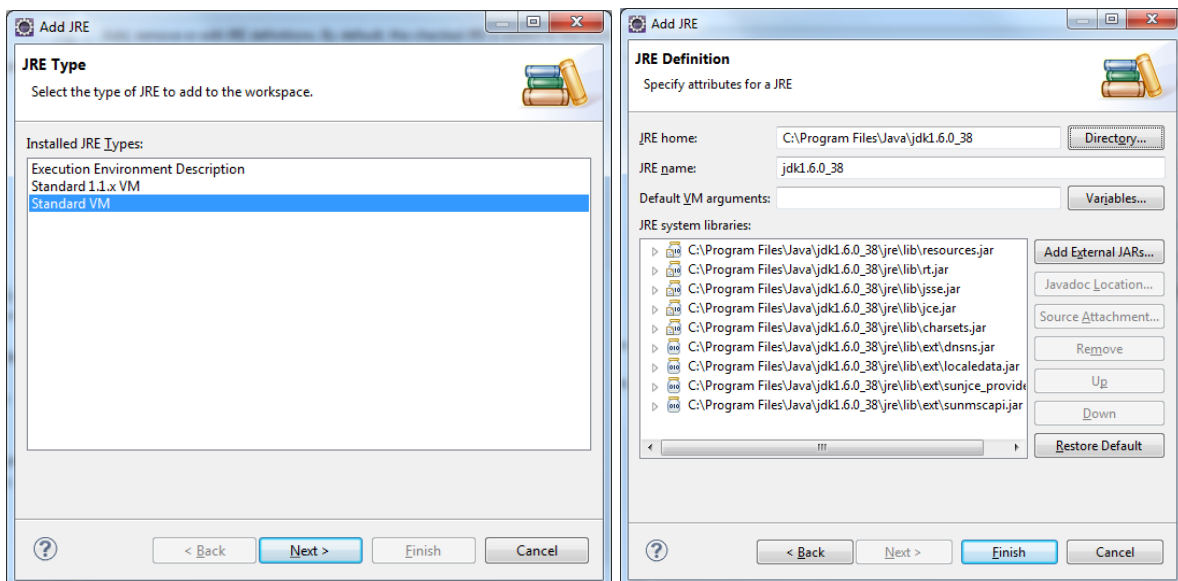 Add JRE
JRE Type
Select the type of JRE to add to the workspace.
Installed JRE Types:
Execution Environment Description
Standard 1.1.x VM
Standard VM
< Back
Next >
Finish
Cancel
Add JRE
JRE Definition
Specify attributes for a JRE
JRE home: C:\Program Files\Java\jdk1.6.0_38 Directory...
JRE name: jdk1.6.0_38
Default VM arguments: Variables...
JRE system libraries:
C:\Program Files\Java\jdk1.6.0_38\jre\lib\resources.jar
C:\Program Files\Java\jdk1.6.0_38\jre\lib\rt.jar
C:\Program Files\Java\jdk1.6.0_38\jre\lib\jsse.jar
C:\Program Files\Java\jdk1.6.0_38\jre\lib\jce.jar
C:\Program Files\Java\jdk1.6.0_38\jre\lib\charsets.jar
C:\Program Files\Java\jdk1.6.0_38\jre\lib\ext\dnsns.jar
C:\Program Files\Java\jdk1.6.0_38\jre\lib\ext\localedata.jar
C:\Program Files\Java\jdk1.6.0_38\jre\lib\ext\sunjce_provide
C:\Program Files\Java\jdk1.6.0_38\jre\lib\ext\sunmscapi.jar
Add External JARs...
Javadoc Location...
Source Attachment...
Remove
Up
Down
Restore Default
< Back
Next >
Finish
Cancel